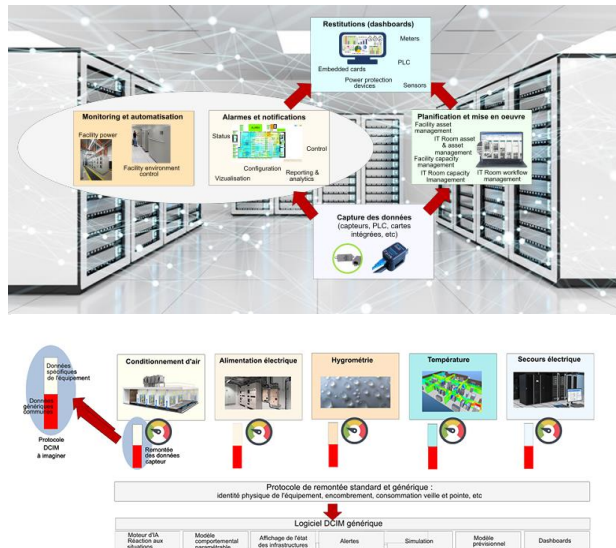 Restitutions (dashboards)
Meters
PLC
Embedded cards
Power protection
devices
Sensors
Monitoring et automatisation
Facility power
Facility environment
control
Alarmes et notifications
Status
Control
Configuration
Vizualisation
Reporting &
analytics
Planification et mise en oeuvre
Facility asset
management
IT Room asset
& asset
management
Facility capacity
management
IT Room capacity
lmanagement
IT Room workflow
management
Capture des données
(capteurs, PLC, cartes
intégrées, etc)
Données
spécifiques
de l'équipement
Données
génériques
communes
Protocole
DCIM
à imaginer
Conditionnement d'air
Alimentation électrique
Hygrométrie
Température
Secours électrique
Remontée
des données
capteur
Protocole de remontée standard et générique :
identité physique de l'équipement, encombrement, consommation veille et pointe, etc
Logiciel DCIM générique
Moteur d'IA
Réaction aux
situations
Modèle
comportemental
paramétrable
Affichage de l'état
des infrastructures
Alertes
Simulation
Modèle
prévisionnel
Dashboards